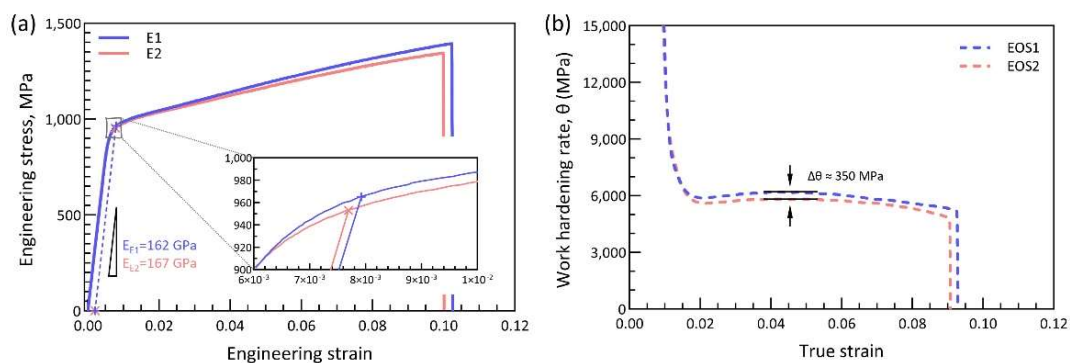 (a)
E1
E2
Engineering stress, MPa
1,500
1,000
500
0
E_E1=162 GPa
E_E2=167 GPa
1,000
980
960
940
920
900
6×10⁻³
7×10⁻³
8×10⁻³
9×10⁻³
1×10⁻²
0.00
0.02
0.04
0.06
0.08
0.10
0.12
Engineering strain
(b)
EOS1
EOS2
Work hardening rate, θ (MPa)
15,000
12,000
9,000
6,000
3,000
0
Δθ ≈ 350 MPa
0.00
0.02
0.04
0.06
0.08
0.10
0.12
True strain